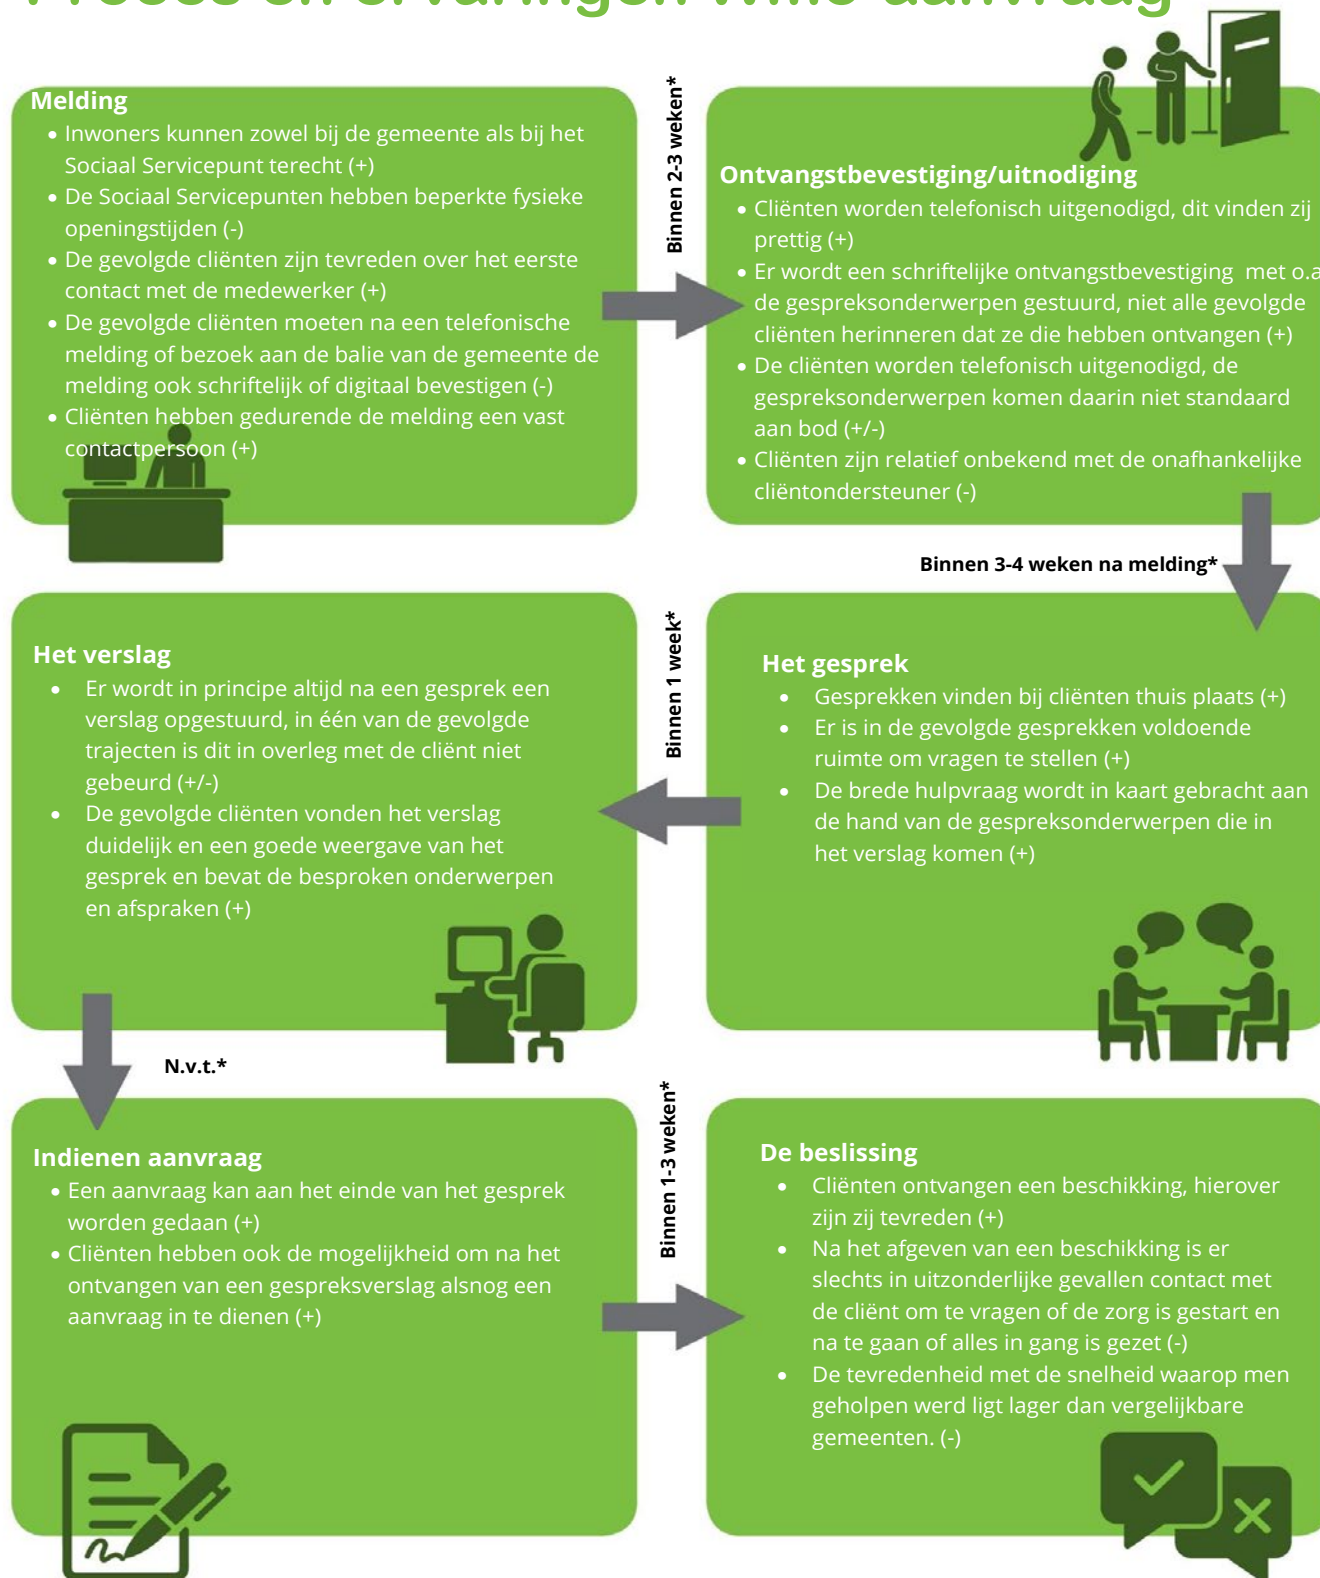 Proces en ervaringen Wmo-aanvraag
Melding
• Inwoners kunnen zowel bij de gemeente als bij het
Sociaal Servicepunt terecht (+)
• De Sociaal Servicepunten hebben beperkte fysieke
openingstijden (-)
• De gevolgde cliënten zijn tevreden over het eerste
contact met de medewerker (+)
• De gevolgde cliënten moeten na een telefonische
melding of bezoek aan de balie van de gemeente de
melding ook schriftelijk of digitaal bevestigen (-)
• Cliënten hebben gedurende de melding een vast
contactpersoon (+)
Binnen 2-3 weken*
Ontvangstbevestiging/uitnodiging
• Cliënten worden telefonisch uitgenodigd, dit vinden zij
prettig (+)
• Er wordt een schriftelijke ontvangstbevestiging met o.a
de gespreksonderwerpen gestuurd, niet alle gevolgde
cliënten herinneren dat ze die hebben ontvangen (+)
• De cliënten worden telefonisch uitgenodigd, de
gespreksonderwerpen komen daarin niet standaard
aan bod (+/-)
• Cliënten zijn relatief onbekend met de onafhankelijke
cliëntondersteuner (-)
Binnen 3-4 weken na melding*
Het gesprek
• Gesprekken vinden bij cliënten thuis plaats (+)
• Er is in de gevolgde gesprekken voldoende
ruimte om vragen te stellen (+)
• De brede hulpvraag wordt in kaart gebracht aan
de hand van de gespreksonderwerpen die in
het verslag komen (+)
Binnen 1 week*
Het verslag
• Er wordt in principe altijd na een gesprek een
verslag opgestuurd, in één van de gevolgde
trajecten is dit in overleg met de cliënt niet
gebeurd (+/-)
• De gevolgde cliënten vonden het verslag
duidelijk en een goede weergave van het
gesprek en bevat de besproken onderwerpen
en afspraken (+)
N.v.t.*
Indienen aanvraag
• Een aanvraag kan aan het einde van het gesprek
worden gedaan (+)
• Cliënten hebben ook de mogelijkheid om na het
ontvangen van een gespreksverslag alsnog een
aanvraag in te dienen (+)
Binnen 1-3 weken*
De beslissing
• Cliënten ontvangen een beschikking, hierover
zijn zij tevreden (+)
• Na het afgeven van een beschikking is er
slechts in uitzonderlijke gevallen contact met
de cliënt om te vragen of de zorg is gestart en
na te gaan of alles in gang is gezet (-)
• De tevredenheid met de snelheid waarop men
geholpen werd ligt lager dan vergelijkbare
gemeenten. (-)